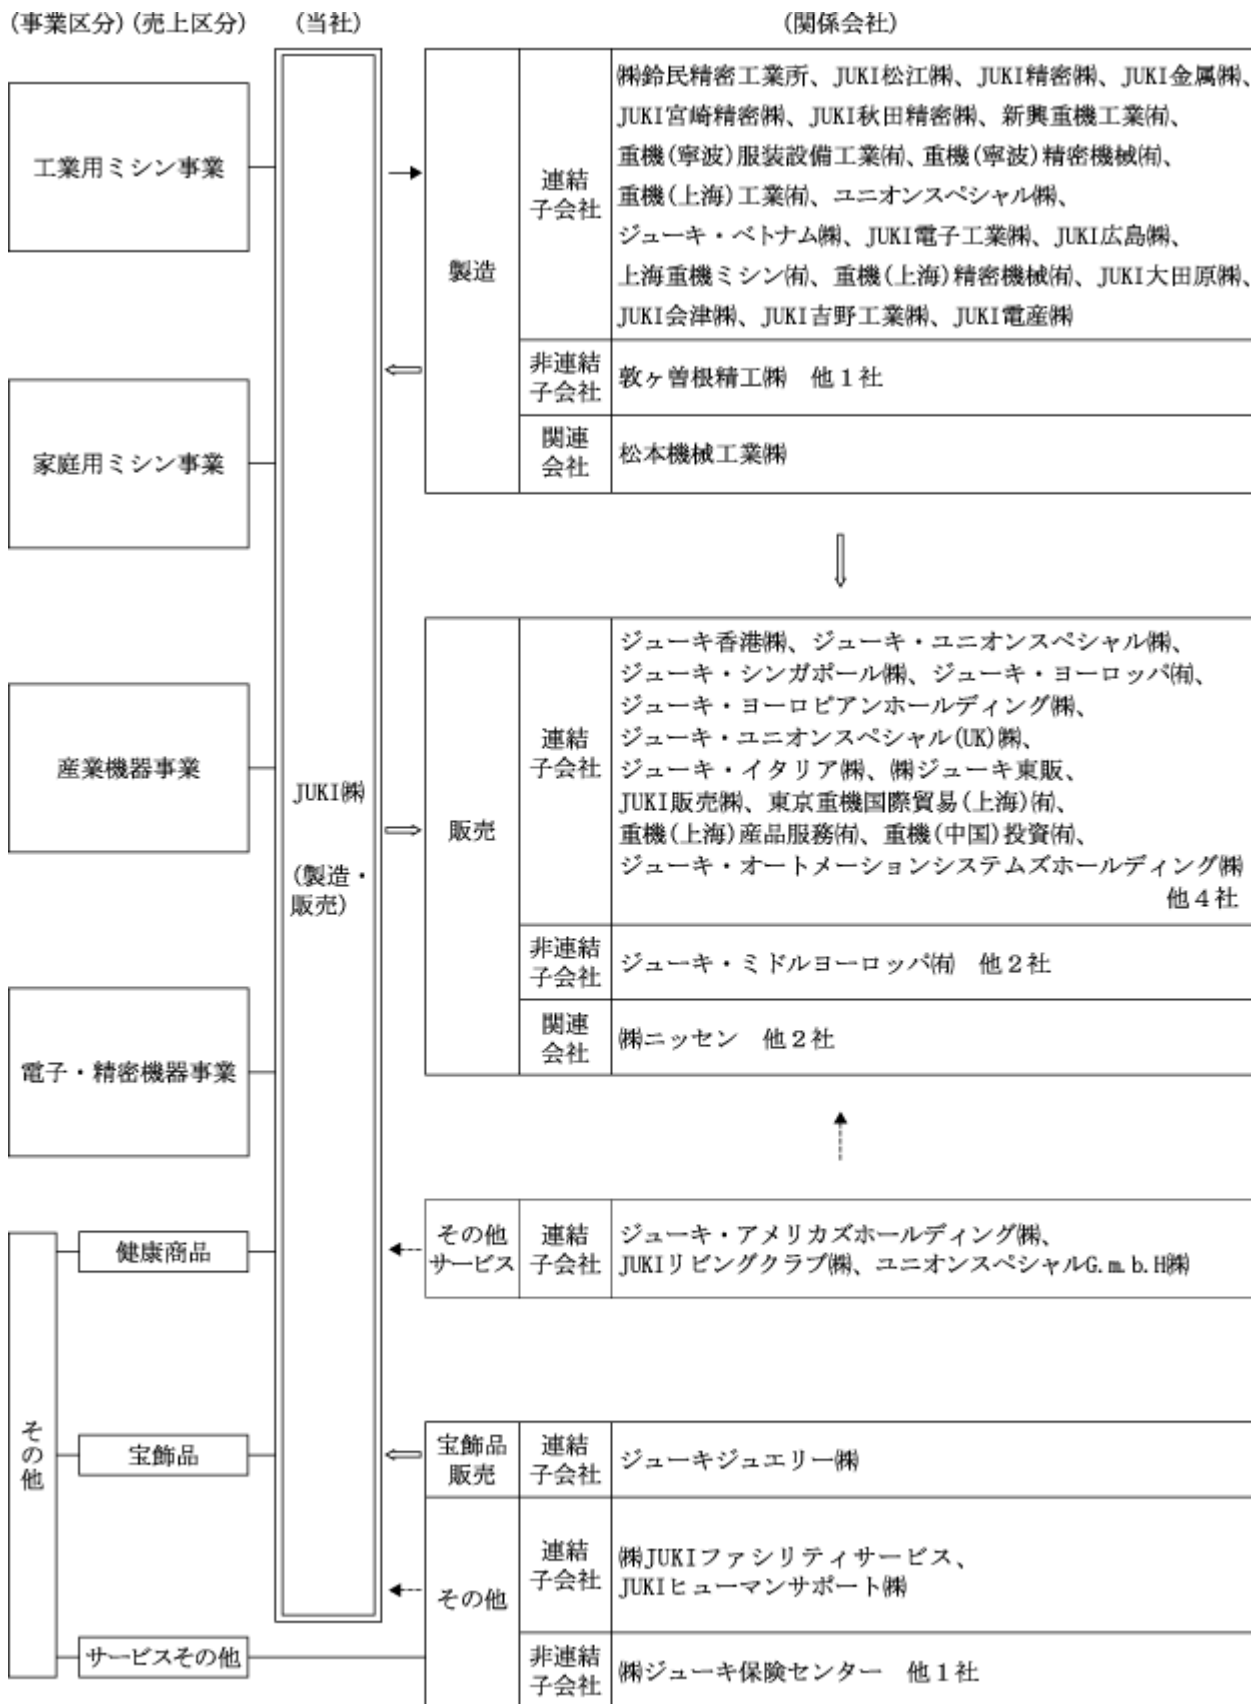 (事業区分)(売上区分) (当社) (関係会社)
工業用ミシン事業
家庭用ミシン事業
産業機器事業
電子・精密機器事業
その他
健康商品
宝飾品
サービスその他
JUKI㈱
(製造・
販売)
製造
連結
子会社
㈱鈴民精密工業所、JUKI松江㈱、JUKI精密㈱、JUKI金属㈱、
JUKI宮崎精密㈱、JUKI秋田精密㈱、新興重機工業㈲、
重機(寧波)服装設備工業㈲、重機(寧波)精密機械㈲、
重機(上海)工業㈲、ユニオンスペシャル㈱、
ジューキ・ベトナム㈱、JUKI電子工業㈱、JUKI広島㈱、
上海重機ミシン㈲、重機(上海)精密機械㈲、JUKI大田原㈱、
JUKI会津㈱、JUKI吉野工業㈱、JUKI電産㈱
非連結
子会社
敦ヶ曽根精工㈱ 他1社
関連
会社
松本機械工業㈱
販売
連結
子会社
ジューキ香港㈱、ジューキ・ユニオンスペシャル㈱、
ジューキ・シンガポール㈱、ジューキ・ヨーロッパ㈲、
ジューキ・ヨーロピアンホールディング㈱、
ジューキ・ユニオンスペシャル(UK)㈱、
ジューキ・イタリア㈱、㈱ジューキ東販、
JUKI販売㈱、東京重機国際貿易(上海)㈲、
重機(上海)産品服務㈲、重機(中国)投資㈲、
ジューキ・オートメーションシステムズホールディング㈱
他4社
非連結
子会社
ジューキ・ミドルヨーロッパ㈲ 他2社
関連
会社
㈱ニッセン 他2社
その他
サービス
連結
子会社
ジューキ・アメリカズホールディング㈱、
JUKIリビングクラブ㈱、ユニオンスペシャルG.m.b.H㈱
宝飾品
販売
連結
子会社
ジューキジュエリー㈱
その他
連結
子会社
㈱JUKIファシリティサービス、
JUKIヒューマンサポート㈱
非連結
子会社
㈱ジューキ保険センター 他1社